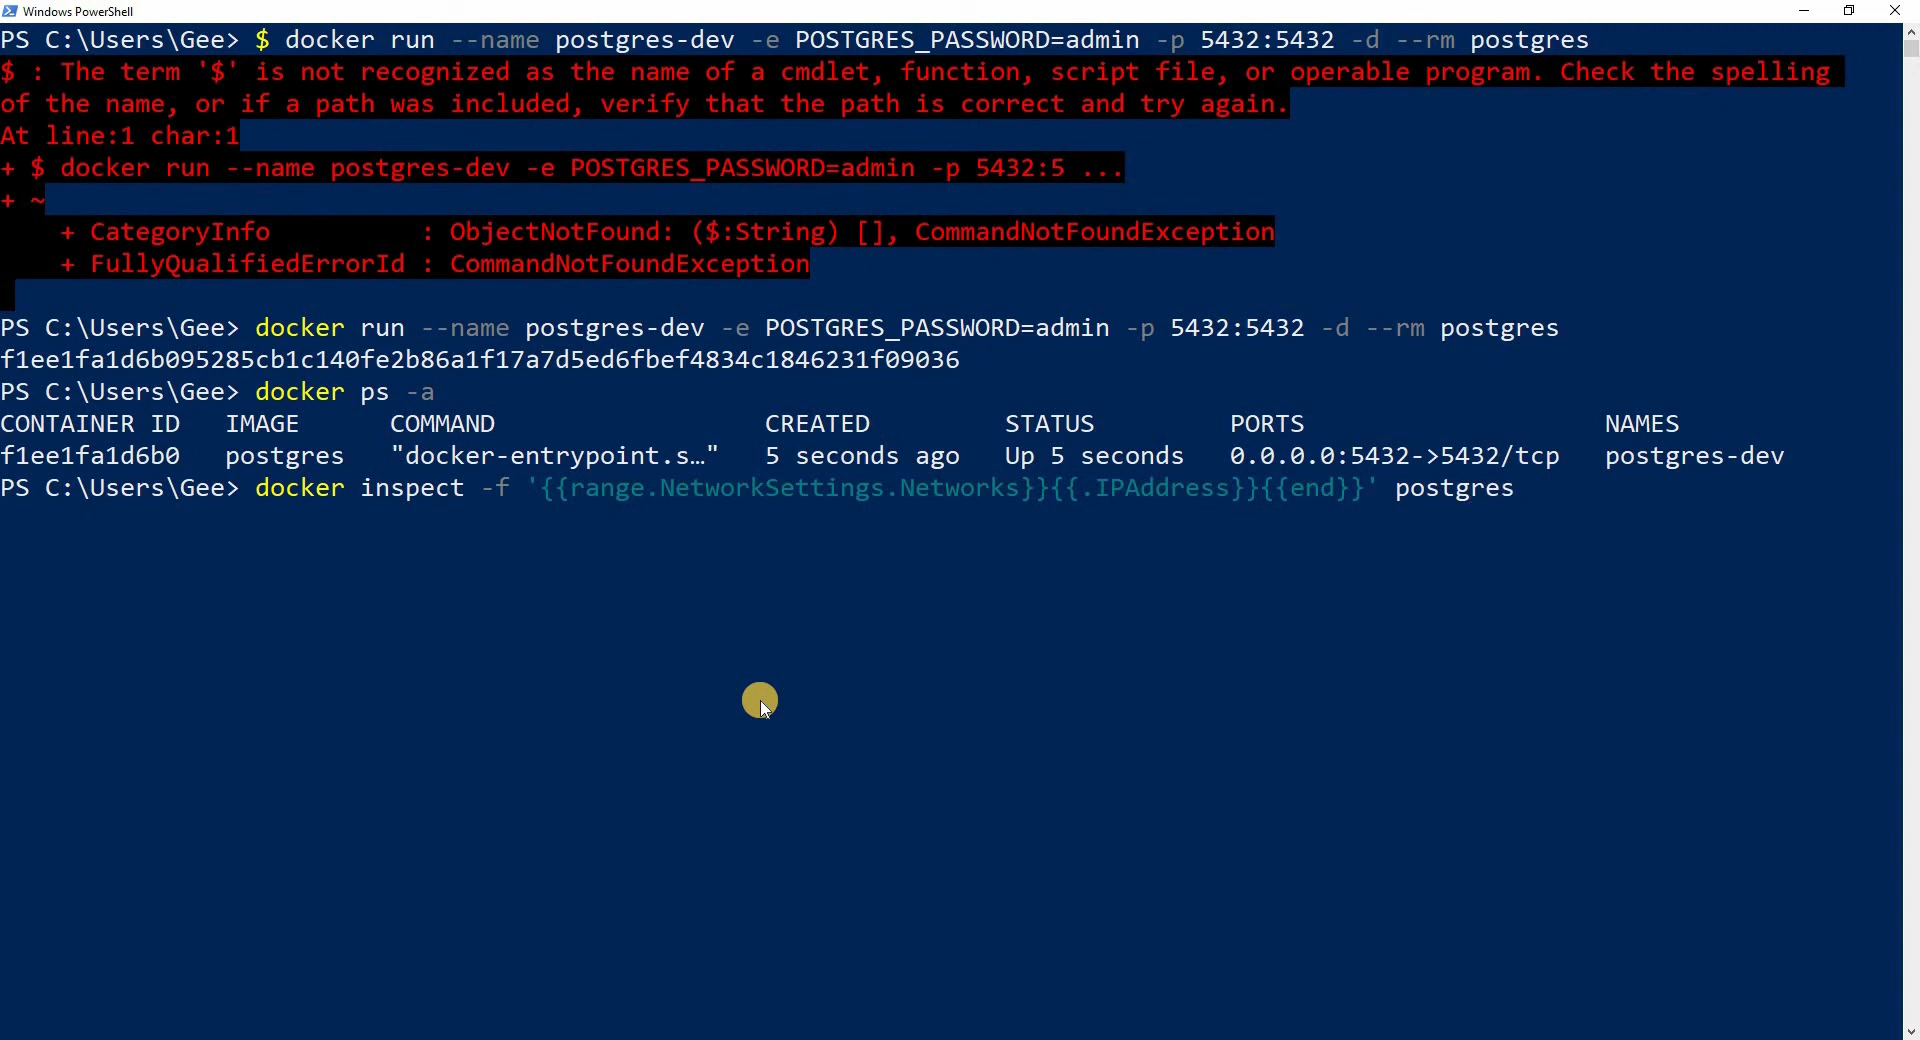 Windows PowerShell
PS C:\Users\Gee> $ docker run --name postgres-dev -e POSTGRES_PASSWORD=admin -p 5432:5432 -d --rm postgres
$ : The term '$' is not recognized as the name of a cmdlet, function, script file, or operable program. Check the spelling
of the name, or if a path was included, verify that the path is correct and try again.
At line:1 char:1
+ $ docker run --name postgres-dev -e POSTGRES_PASSWORD=admin -p 5432:5 ...
+ ~
    + CategoryInfo          : ObjectNotFound: ($:String) [], CommandNotFoundException
    + FullyQualifiedErrorId : CommandNotFoundException
PS C:\Users\Gee> docker run --name postgres-dev -e POSTGRES_PASSWORD=admin -p 5432:5432 -d --rm postgres
f1ee1fa1d6b095285cb1c140fe2b86a1f17a7d5ed6fbef4834c1846231f09036
PS C:\Users\Gee> docker ps -a
CONTAINER ID   IMAGE      COMMAND                  CREATED         STATUS         PORTS                    NAMES
f1ee1fa1d6b0   postgres   "docker-entrypoint.s…"   5 seconds ago   Up 5 seconds   0.0.0.0:5432->5432/tcp   postgres-dev
PS C:\Users\Gee> docker inspect -f '{{range.NetworkSettings.Networks}}{{.IPAddress}}{{end}}' postgres